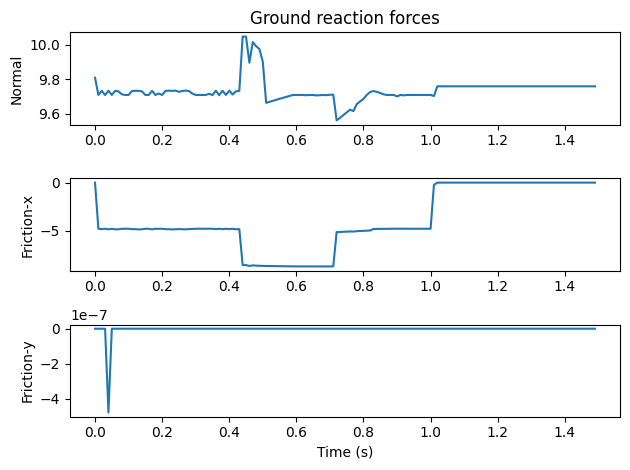 Ground reaction forces
Normal
10.0
9.8
9.6
0.0 0.2 0.4 0.6 0.8 1.0 1.2 1.4
Friction-x
0
−5
0.0 0.2 0.4 0.6 0.8 1.0 1.2 1.4
1e−7
Friction-y
0
−2
−4
0.0 0.2 0.4 0.6 0.8 1.0 1.2 1.4
Time (s)